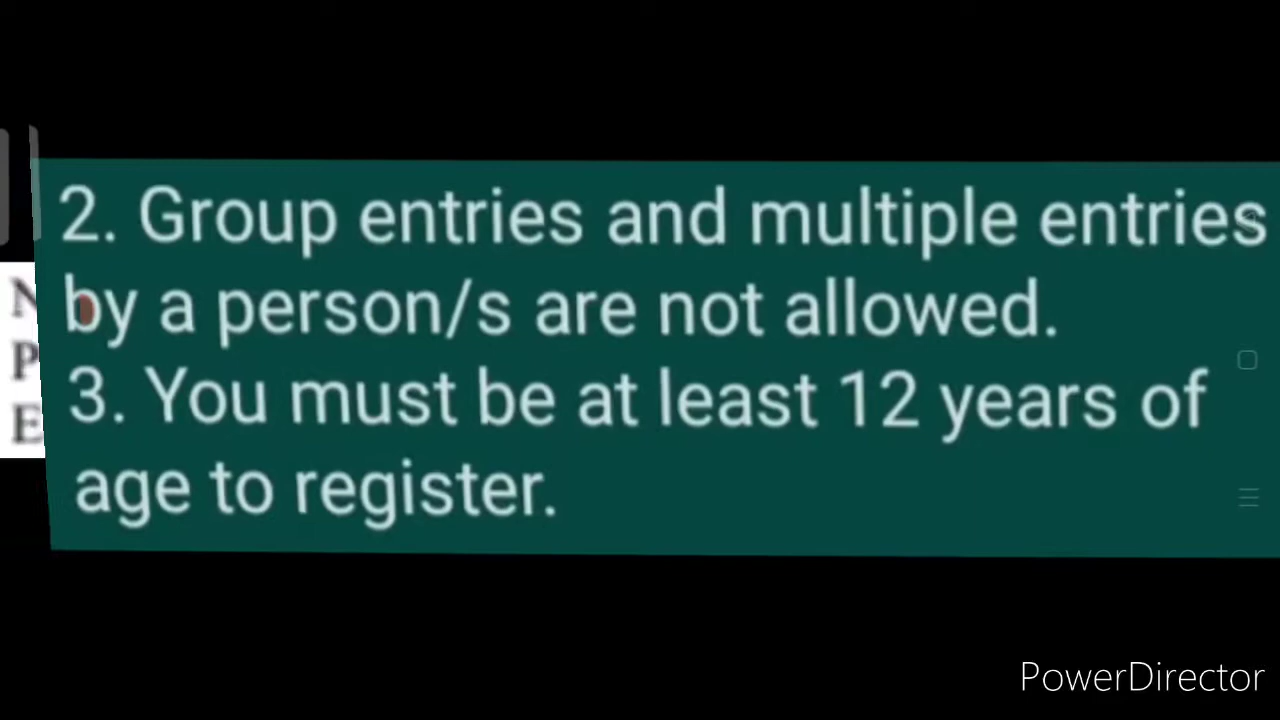 2. Group entries and multiple entries
by a person/s are not allowed.
3. You must be at least 12 years of
age to register.
N
P
E
PowerDirector